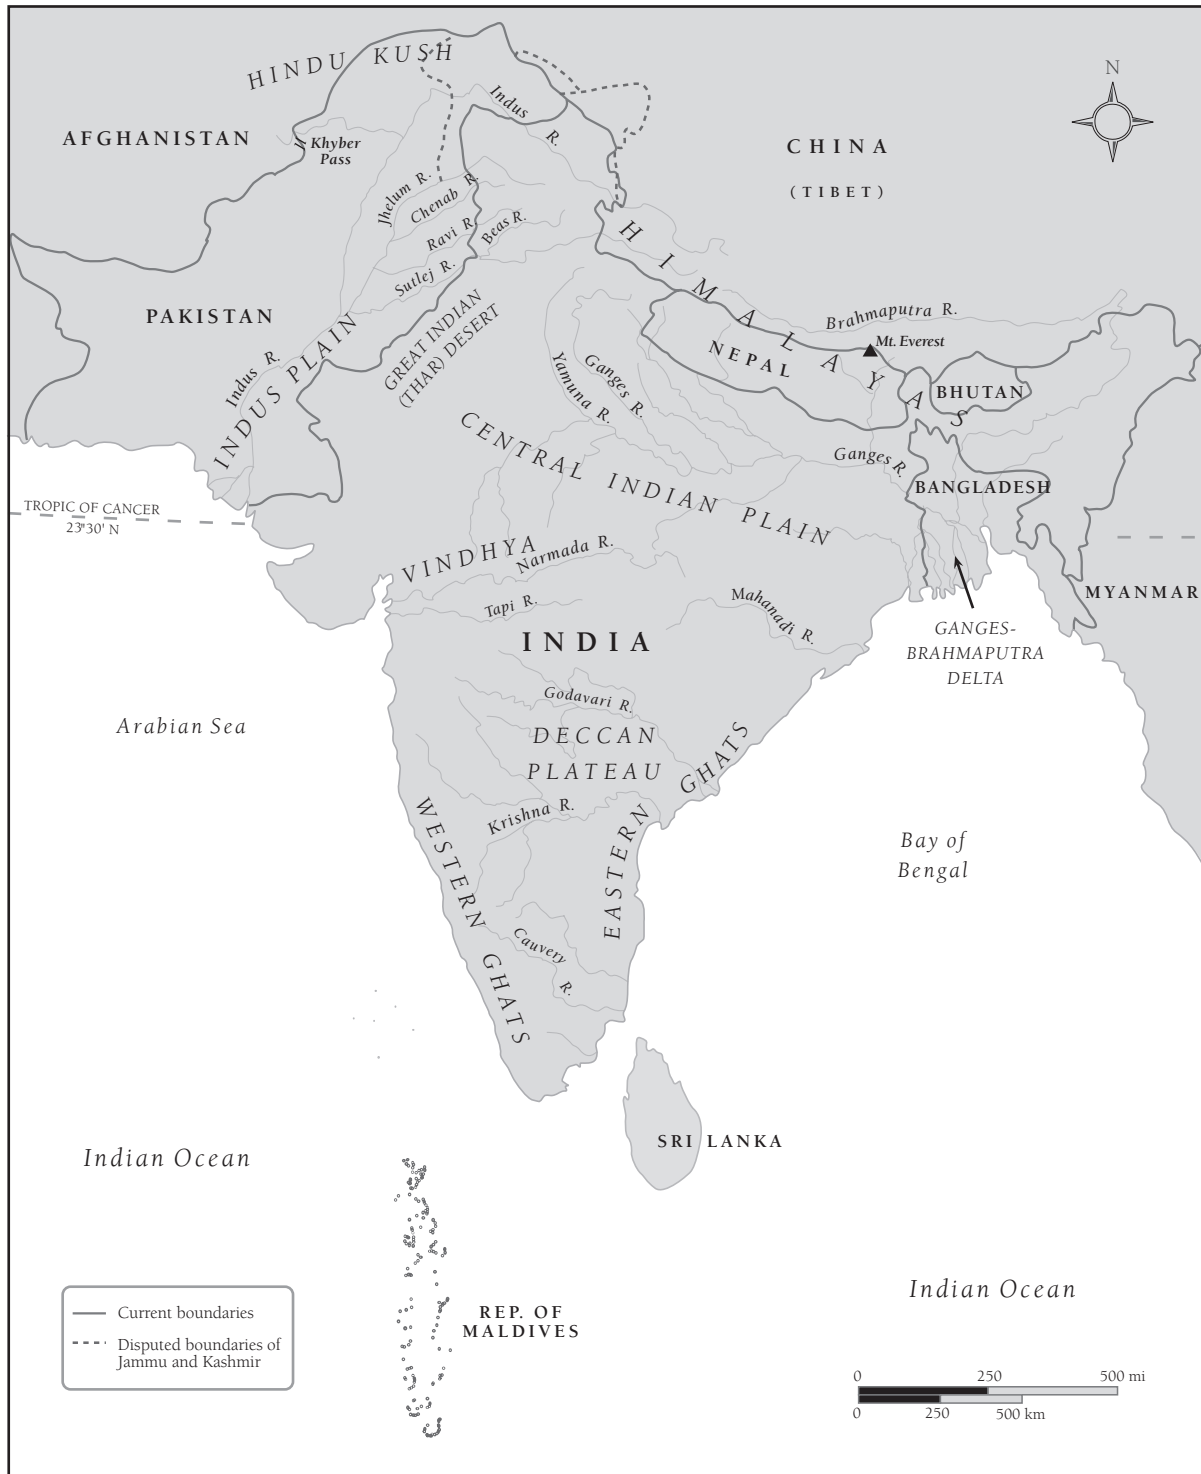 HINDU KUSH
N
AFGHANISTAN
Khyber
Pass
Indus R.
CHINA
(TIBET)
Jhelum R.
Chenab R.
Ravi R.
Beas R.
Sutlej R.
HIMALAYAS
PAKISTAN
INDUS PLAIN
Indus R.
GREAT INDIAN
(THAR) DESERT
Brahmaputra R.
Mt. Everest
NEPAL
BHUTAN
Yamuna R.
Ganges R.
CENTRAL INDIAN PLAIN
Ganges R.
BANGLADESH
TROPIC OF CANCER
23°30' N
VINDHYA
Narmada R.
Tapi R.
Mahanadi R.
MYANMAR
INDIA
GANGES-
BRAHMAPUTRA
DELTA
Godavari R.
Arabian Sea
DECCAN
PLATEAU
EASTERN GHATS
Krishna R.
WESTERN GHATS
Bay of
Bengal
Cauvery R.
SRI LANKA
Indian Ocean
Indian Ocean
REP. OF
MALDIVES
Current boundaries
Disputed boundaries of
Jammu and Kashmir
0 250 500 mi
0 250 500 km